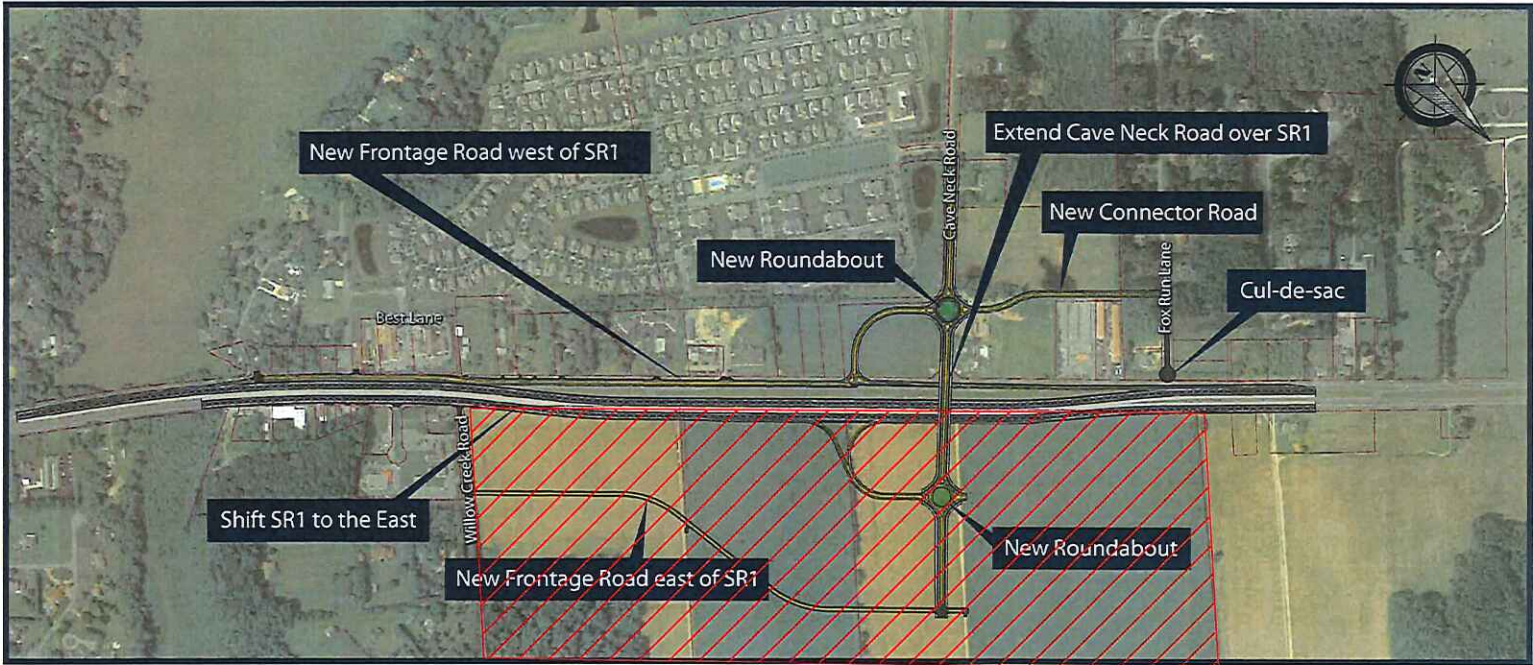 New Frontage Road west of SR1
Cave Neck Road
Extend Cave Neck Road over SR1
New Connector Road
New Roundabout
Fox Run Lane
Cul-de-sac
Best Lane
Willow Creek Road
Shift SR1 to the East
New Frontage Road east of SR1
New Roundabout